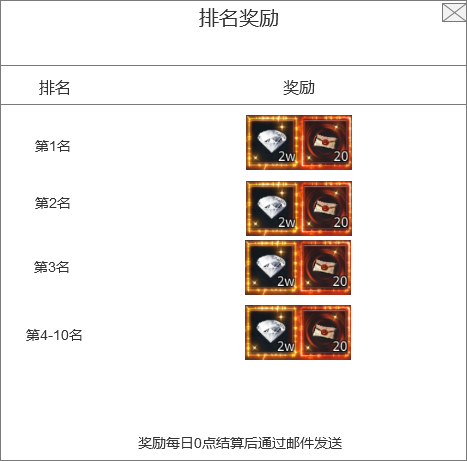 排名奖励
排名 奖励
第1名 2w 20
第2名 2w 20
第3名 2w 20
第4-10名 2w 20
奖励每日0点结算后通过邮件发送